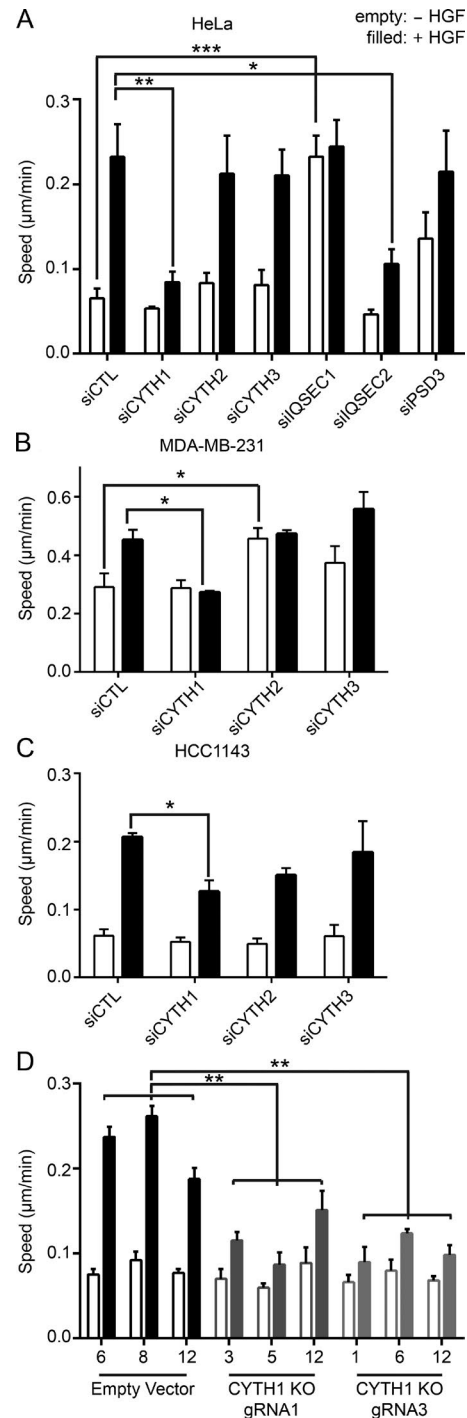 A
HeLa
empty: – HGF
filled: + HGF
***
*
**
0.3
0.2
0.1
0.0
Speed (µm/min)
siCTL
siCYTH1
siCYTH2
siCYTH3
siIQSEC1
siIQSEC2
siPSD3
B
MDA-MB-231
*
*
0.6
0.4
0.2
0.0
Speed (µm/min)
siCTL
siCYTH1
siCYTH2
siCYTH3
C
HCC1143
*
0.3
0.2
0.1
0.0
Speed (µm/min)
siCTL
siCYTH1
siCYTH2
siCYTH3
D
**
**
0.3
0.2
0.1
0.0
Speed (µm/min)
6 8 12 3 5 12 1 6 12
Empty Vector CYTH1 KO CYTH1 KO
gRNA1 gRNA3